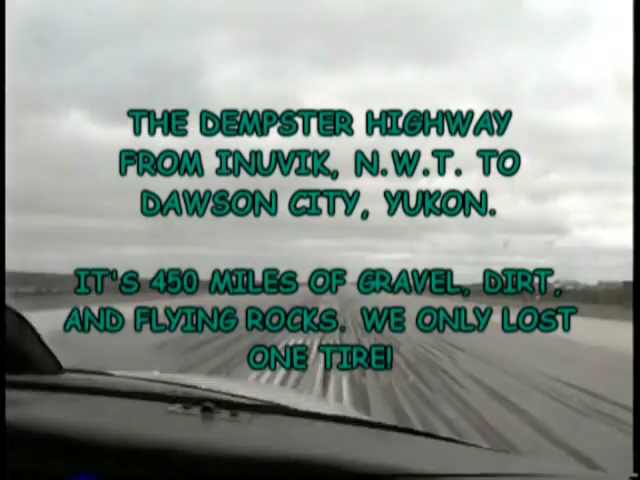 THE DEMPSTER HIGHWAY
FROM INUVIK, N.W.T. TO
DAWSON CITY, YUKON.
IT'S 450 MILES OF GRAVEL, DIRT,
AND FLYING ROCKS. WE ONLY LOST
ONE TIRE!